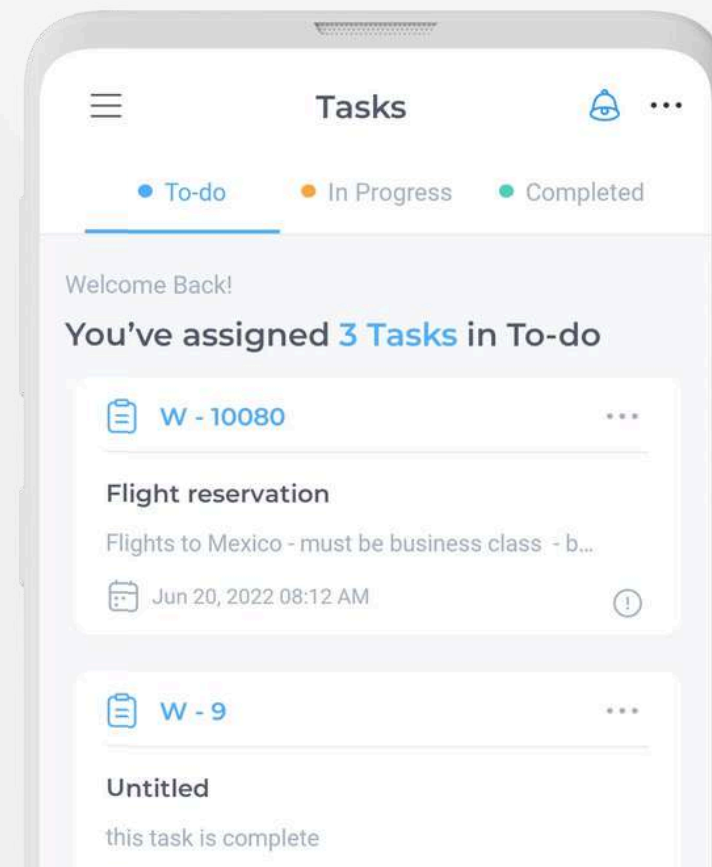 Tasks
To-do In Progress Completed
Welcome Back!
You’ve assigned 3 Tasks in To-do
W - 10080
Flight reservation
Flights to Mexico - must be business class - b...
Jun 20, 2022 08:12 AM
W - 9
Untitled
this task is complete